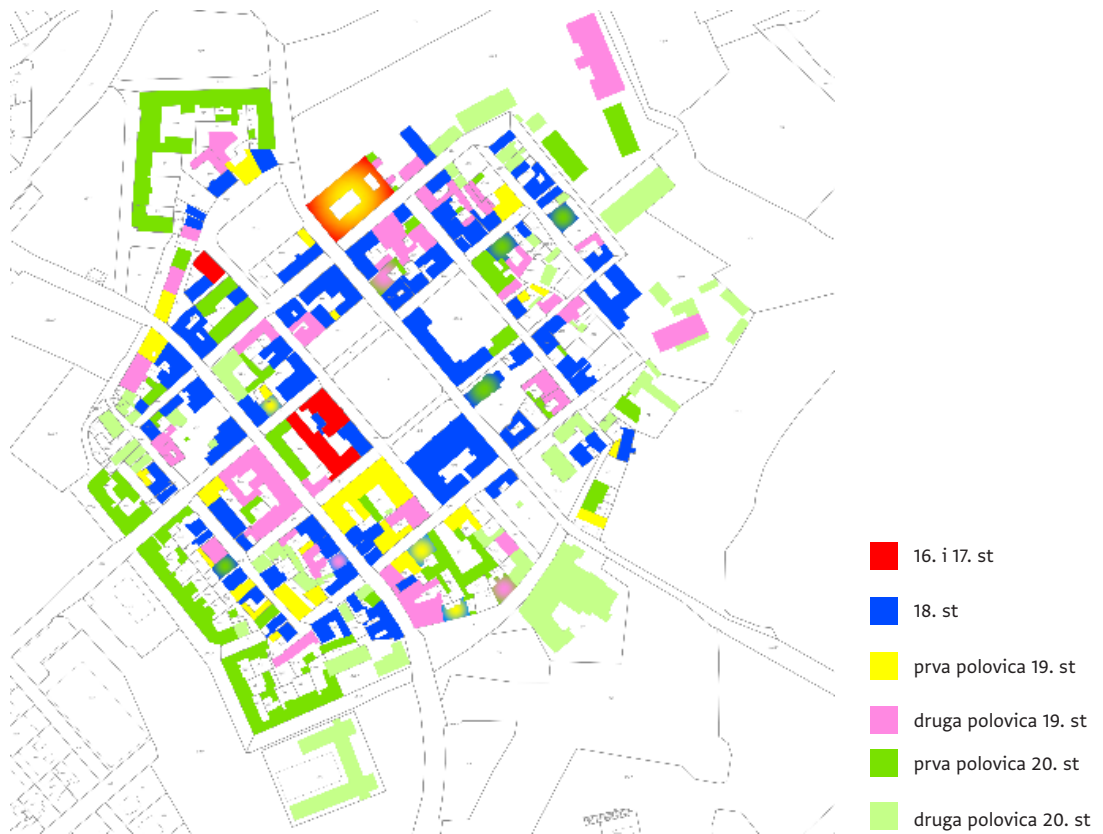 16. i 17. st
18. st
prva polovica 19. st
druga polovica 19. st
prva polovica 20. st
druga polovica 20. st